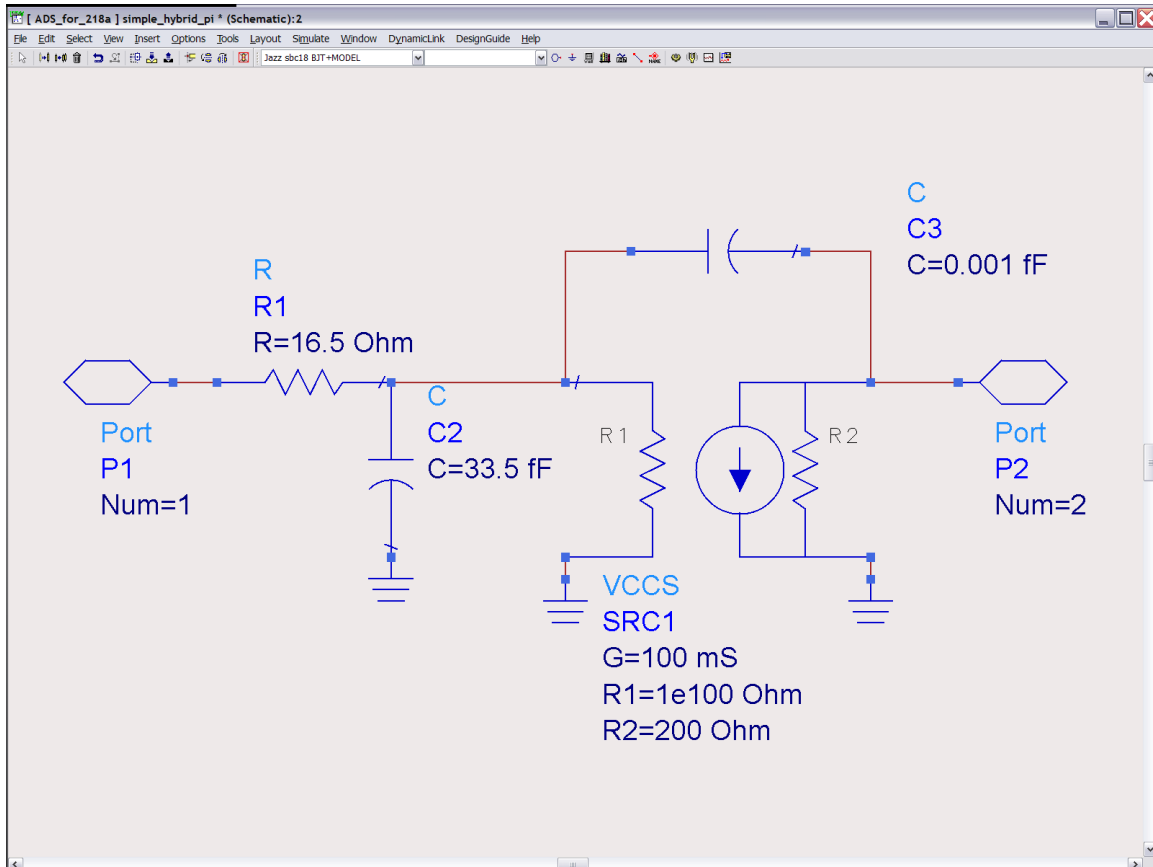 [ ADS_for_218a ] simple_hybrid_pi * (Schematic):2
File Edit Select View Insert Options Tools Layout Simulate Window DynamicLink DesignGuide Help
Jazz sbc18 BJT+MODEL
NAME
C
C3
C=0.001 fF
R
R1
R=16.5 Ohm
C
C2
C=33.5 fF
R1
R2
Port
P1
Num=1
Port
P2
Num=2
VCCS
SRC1
G=100 mS
R1=1e100 Ohm
R2=200 Ohm